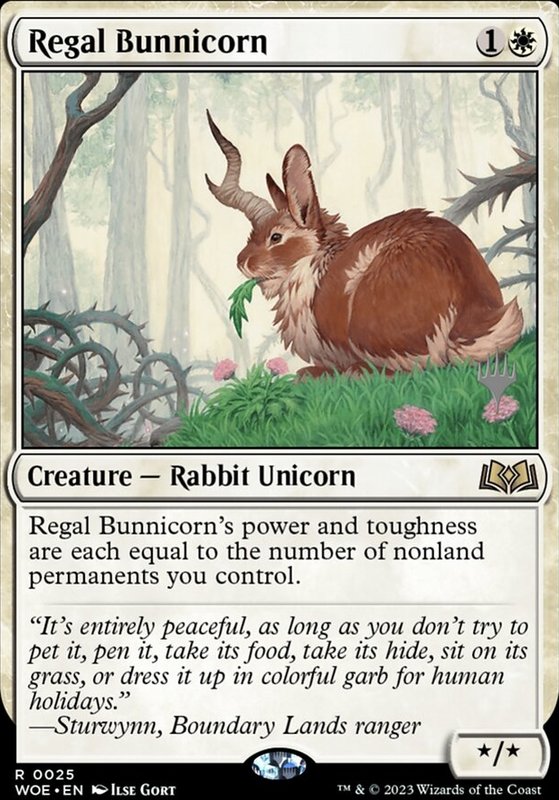 Regal Bunnicorn 1
Creature — Rabbit Unicorn
Regal Bunnicorn’s power and toughness
are each equal to the number of nonland
permanents you control.
“It’s entirely peaceful, as long as you don’t try to
pet it, pen it, take its food, take its hide, sit on its
grass, or dress it up in colorful garb for human
holidays.”
—Sturwynn, Boundary Lands ranger
★/★
R 0025
WOE • EN ILSE GORT ™ & © 2023 Wizards of the Coast